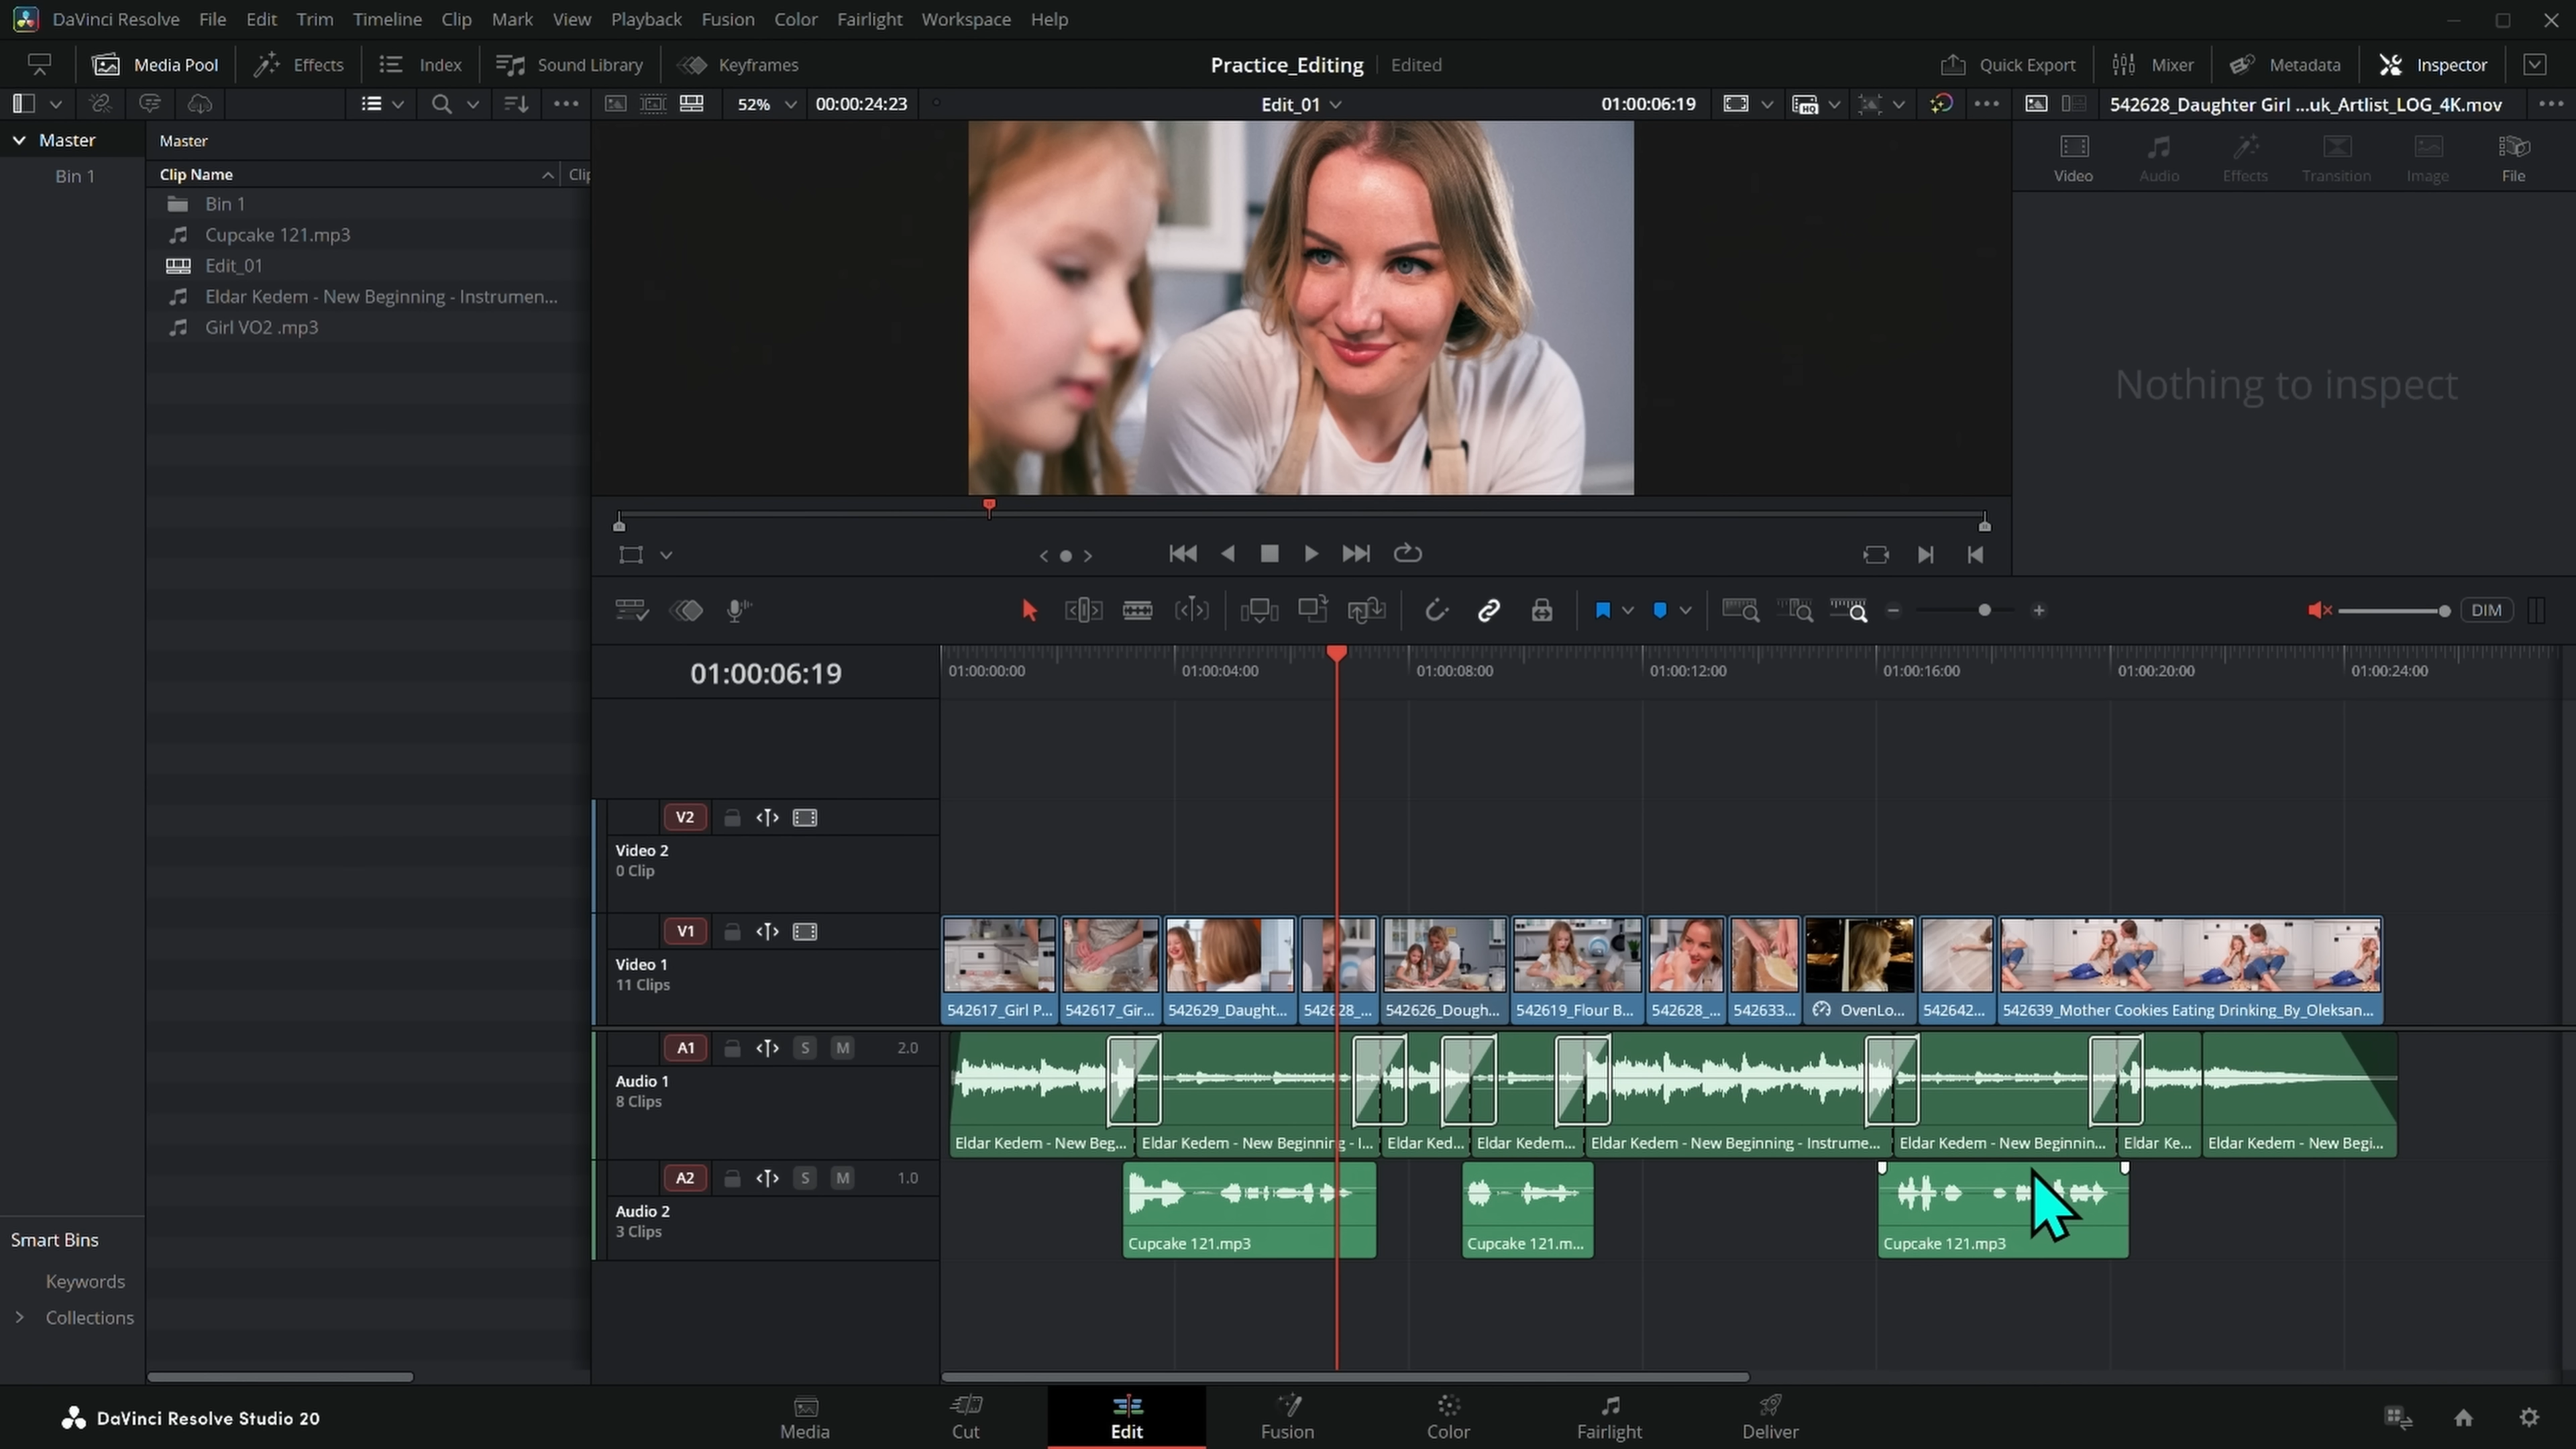 DaVinci Resolve File Edit Trim Timeline Clip Mark View Playback Fusion Color Fairlight Workspace Help
Media Pool Effects Index Sound Library Keyframes Practice_Editing Edited Quick Export Mixer Metadata Inspector
52% 00:00:24:23 Edit_01 01:00:06:19 HQ 542628_Daughter Girl ...uk_Artlist_LOG_4K.mov
Master
Bin 1
Master
Clip Name Clip
Bin 1
Cupcake 121.mp3
Edit_01
Eldar Kedem - New Beginning - Instrumen...
Girl VO2 .mp3
Video Audio Effects Transition Image File
Nothing to inspect
DIM
01:00:06:19
01:00:00:00 01:00:04:00 01:00:08:00 01:00:12:00 01:00:16:00 01:00:20:00 01:00:24:00
V2
Video 2
0 Clip
V1
Video 1
11 Clips
542617_Girl P... 542617_Gir... 542629_Daught... 542628_... 542626_Dough... 542619_Flour B... 542628_... 542633... OvenLo... 542642... 542639_Mother Cookies Eating Drinking_By_Oleksan...
A1 S M 2.0
Audio 1
8 Clips
Eldar Kedem - New Beg... Eldar Kedem - New Beginning - I... Eldar Ked... Eldar Kedem... Eldar Kedem - New Beginning - Instrume... Eldar Kedem - New Beginnin... Eldar Ke... Eldar Kedem - New Begi...
A2 S M 1.0
Audio 2
3 Clips
Cupcake 121.mp3 Cupcake 121.m... Cupcake 121.mp3
Smart Bins
Keywords
Collections
DaVinci Resolve Studio 20
Media Cut Edit Fusion Color Fairlight Deliver